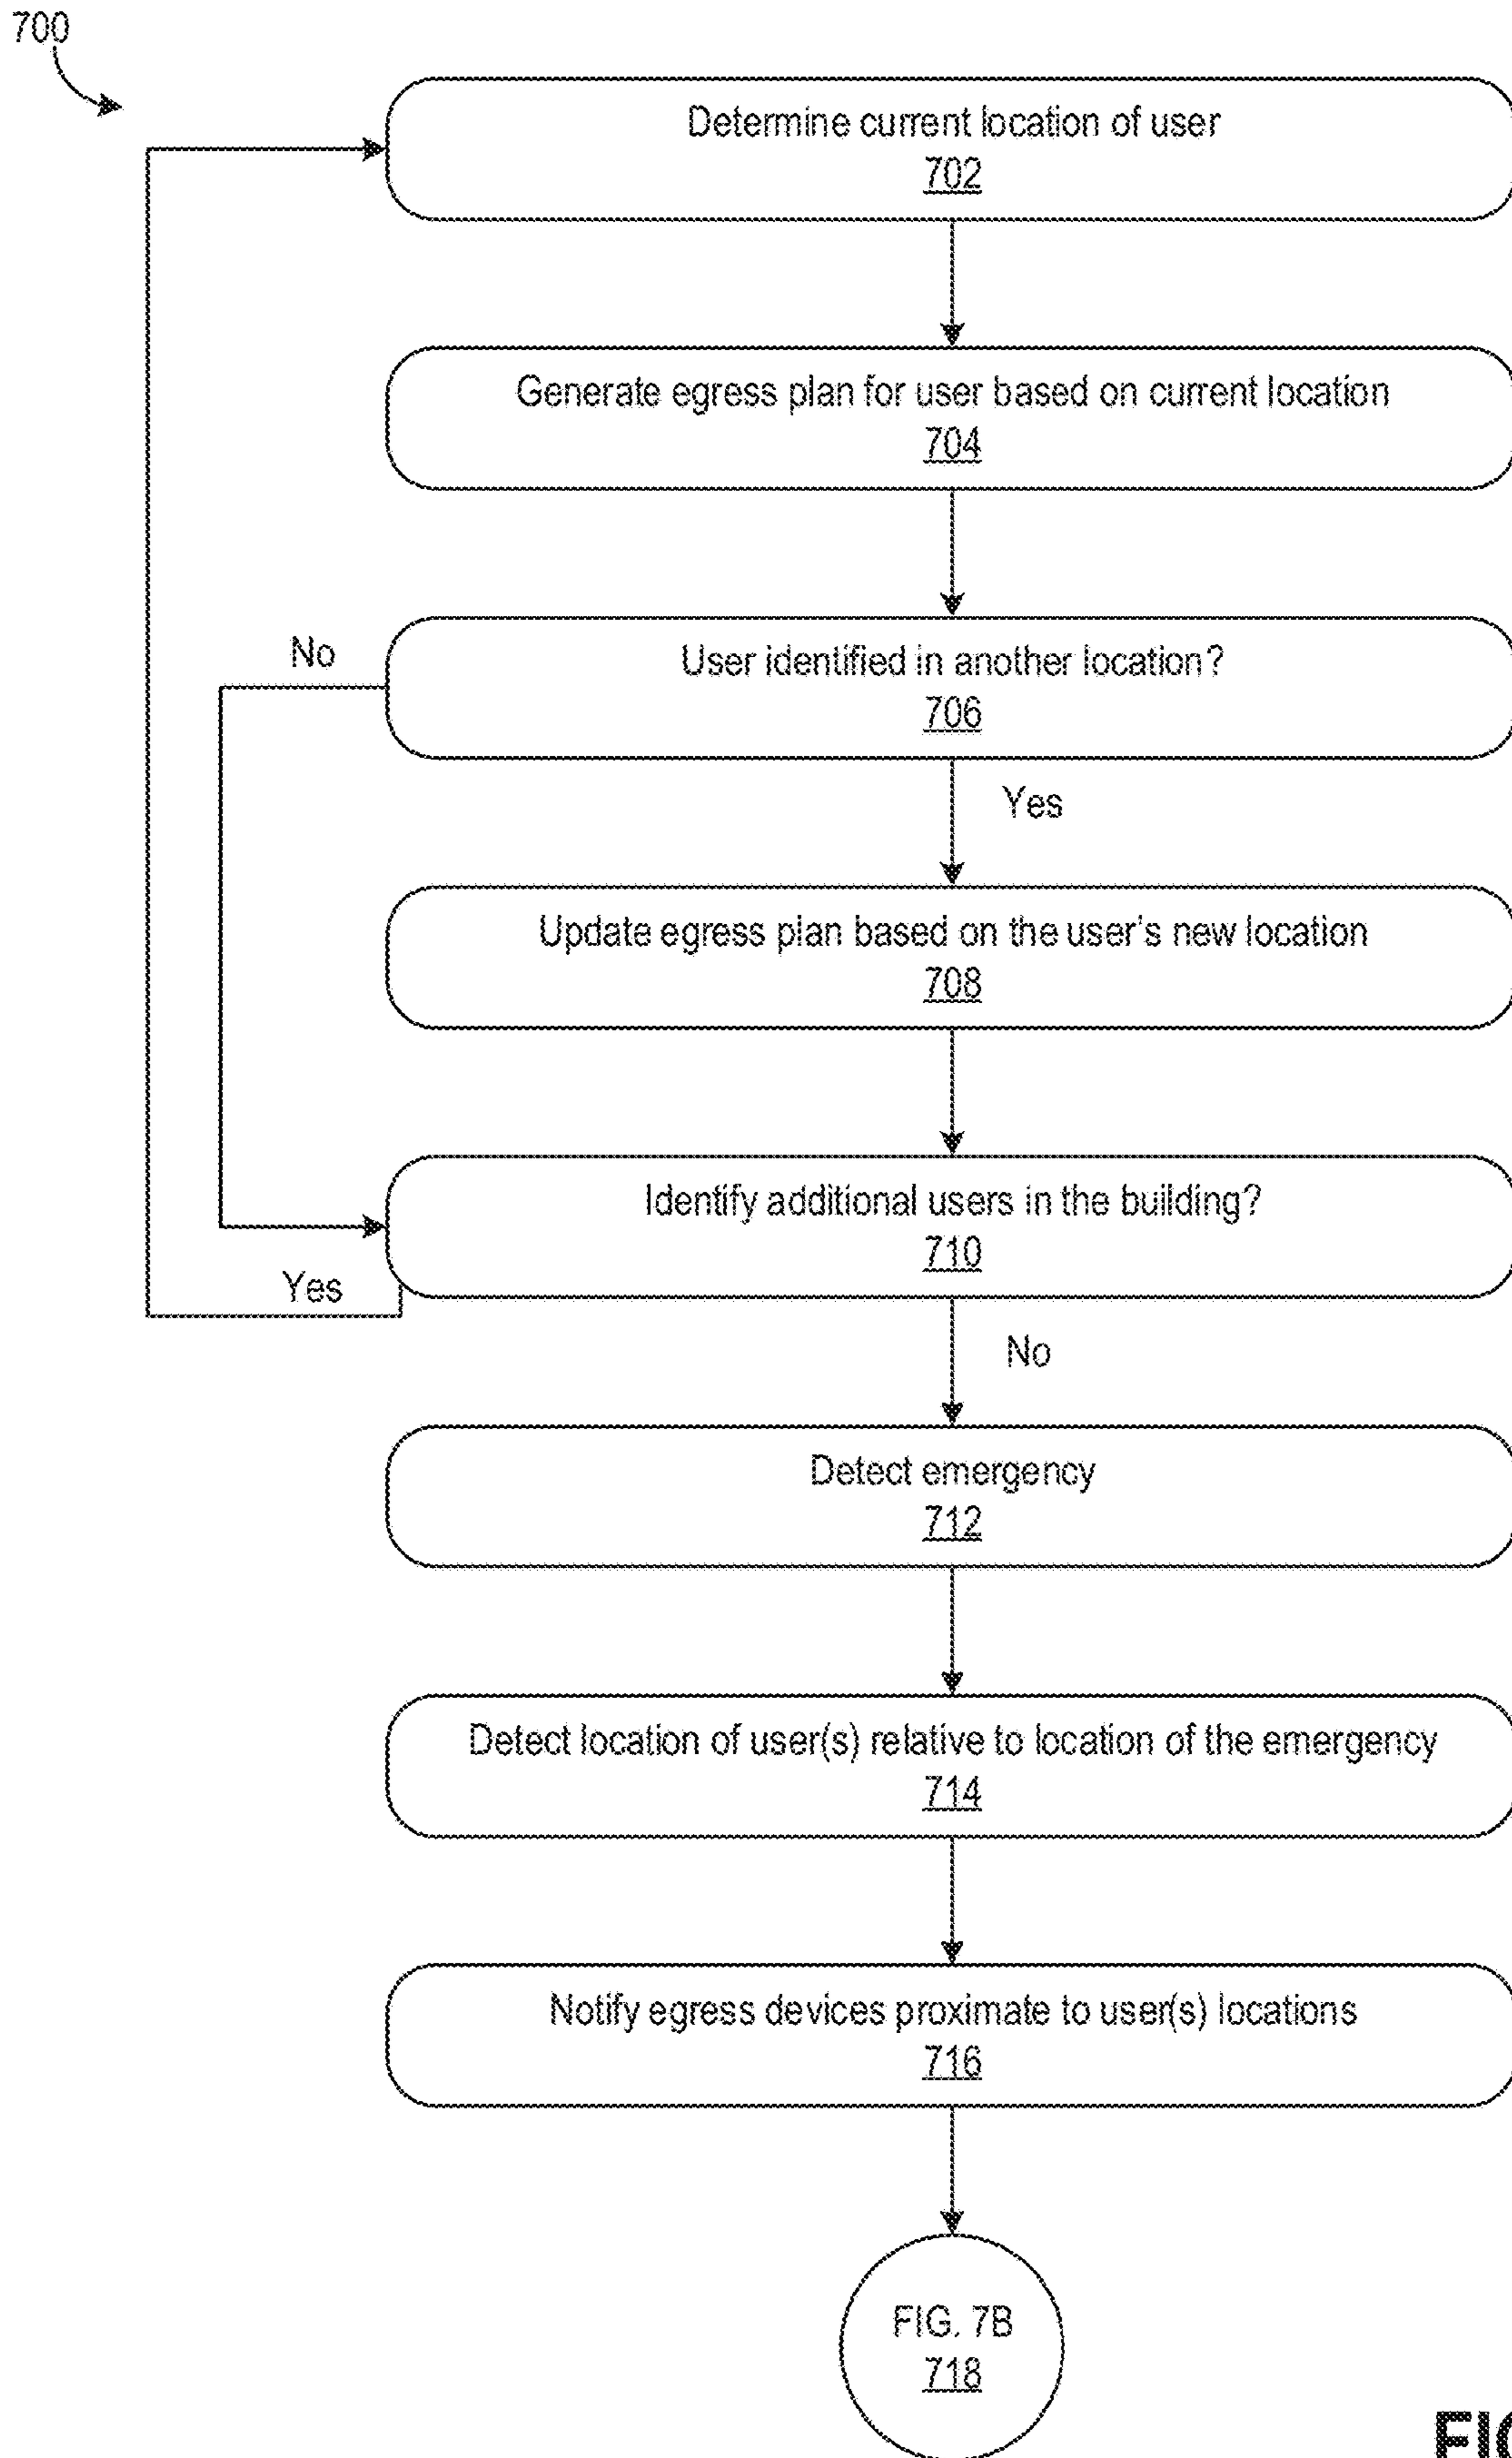 700
Determine current location of user
702
Generate egress plan for user based on current location
704
No
User identified in another location?
706
Yes
Update egress plan based on the user's new location
708
Identify additional users in the building?
710
Yes
No
Detect emergency
712
Detect location of user(s) relative to location of the emergency
714
Notify egress devices proximate to user(s) locations
716
FIG. 7B
718